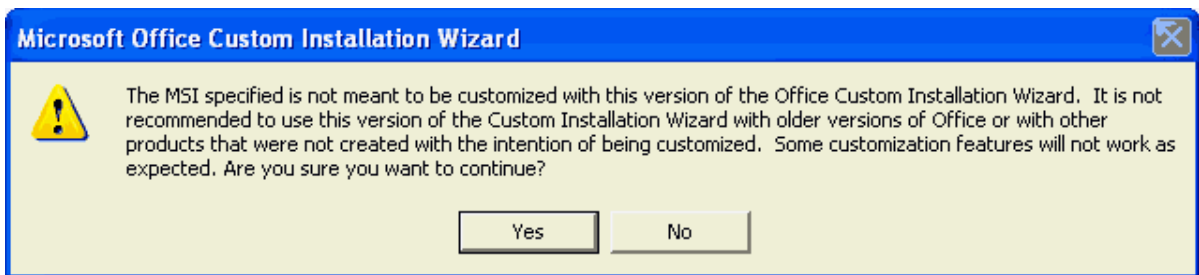 Microsoft Office Custom Installation Wizard
The MSI specified is not meant to be customized with this version of the Office Custom Installation Wizard.  It is not
recommended to use this version of the Custom Installation Wizard with older versions of Office or with other
products that were not created with the intention of being customized.  Some customization features will not work as
expected. Are you sure you want to continue?
Yes
No